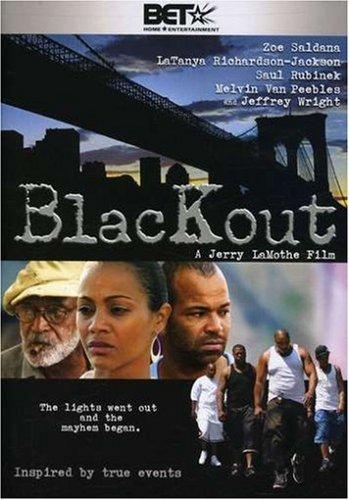 BET
HOME ENTERTAINMENT
Zoe Saldana
LaTanya Richardson-Jackson
Saul Rubinek
Melvin Van Peebles
and Jeffrey Wright
BlacKout
A Jerry LaMothe Film
The lights went out
and the
mayhem began.
Inspired by true events